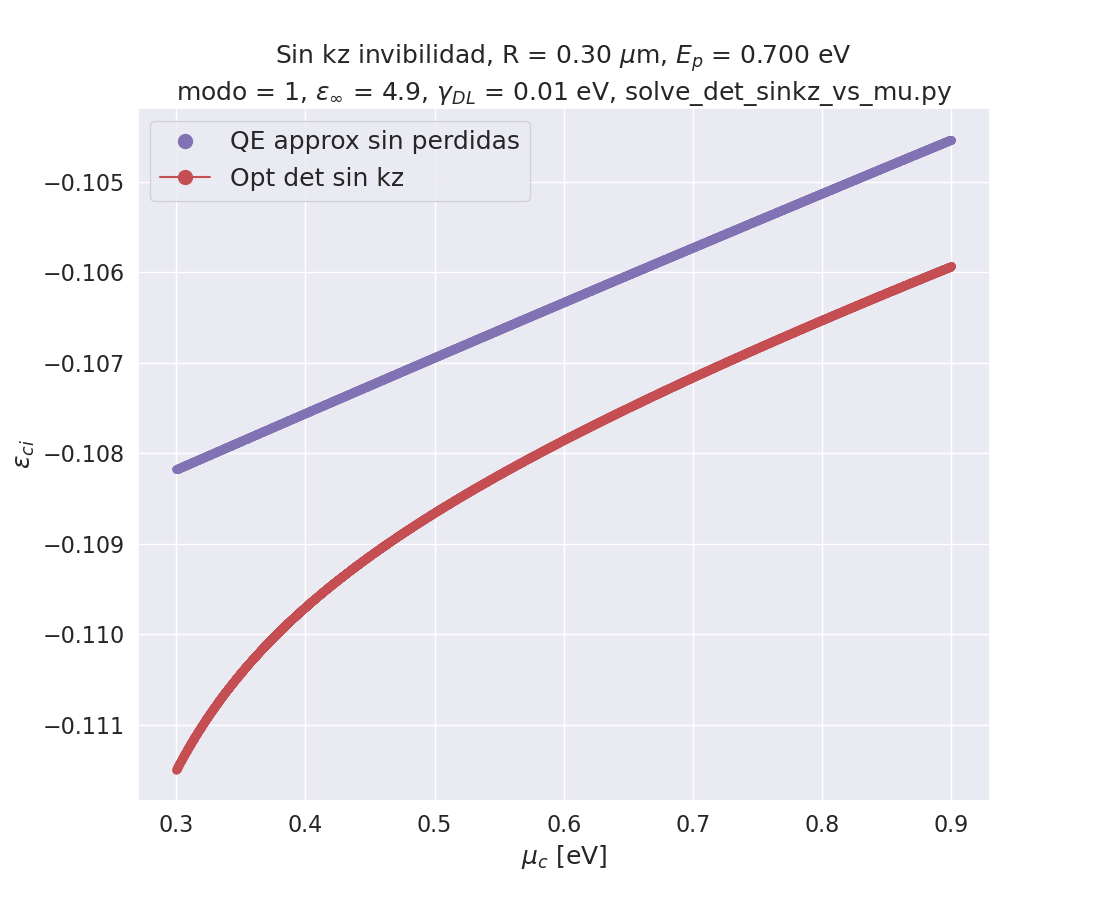 Sin kz invibilidad, R = 0.30 μm, E_p = 0.700 eV
modo = 1, ε_∞ = 4.9, γ_DL = 0.01 eV, solve_det_sinkz_vs_mu.py
QE approx sin perdidas
Opt det sin kz
−0.105
−0.106
−0.107
−0.108
−0.109
−0.110
−0.111
ε_ci
0.3 0.4 0.5 0.6 0.7 0.8 0.9
μ_c [eV]